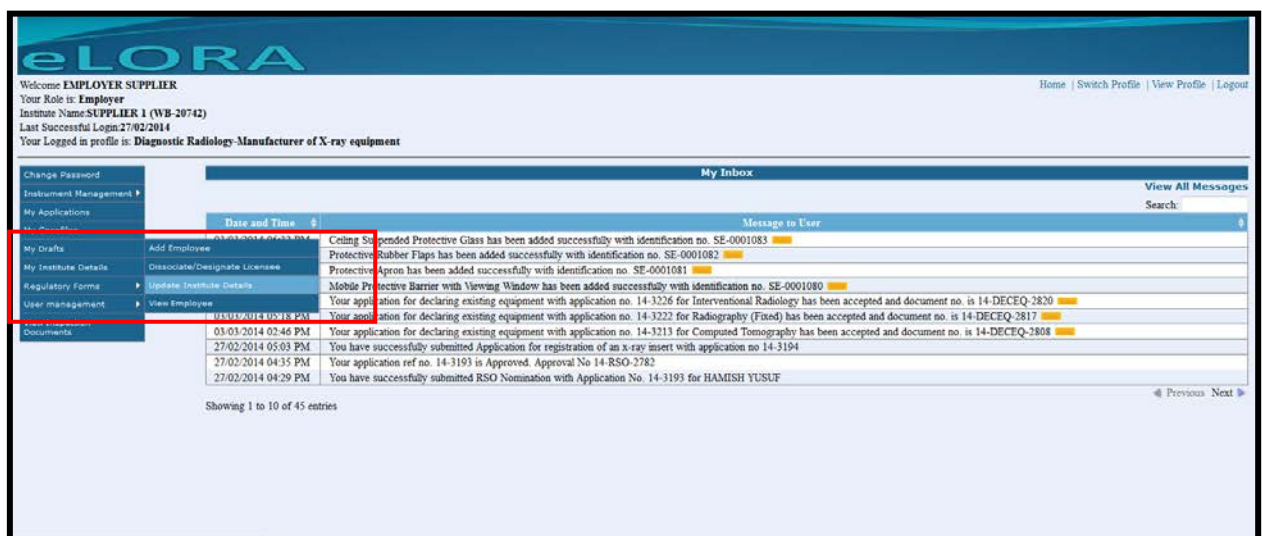 eLORA
Welcome EMPLOYER SUPPLIER
Your Role is: Employer
Institute Name:SUPPLIER 1 (WB-20742)
Last Successful Login:27/02/2014
Your Logged in profile is: Diagnostic Radiology-Manufacturer of X-ray equipment
Home | Switch Profile | View Profile | Logout
Change Password
Instrument Management
My Applications
My Drafts
My Institute Details
Regulatory Forms
User management
Documents
Add Employee
Dissociate/Designate Licensee
Update Institute Details
View Employee
My Inbox
View All Messages
Search:
Date and Time Message to User
Ceiling Suspended Protective Glass has been added successfully with identification no. SE-0001083
Protective Rubber Flaps has been added successfully with identification no. SE-0001082
Protective Apron has been added successfully with identification no. SE-0001081
Mobile Protective Barrier with Viewing Window has been added successfully with identification no. SE-0001080
Your application for declaring existing equipment with application no. 14-3226 for Interventional Radiology has been accepted and document no. is 14-DECEQ-2820
03/03/2014 05:18 PM Your application for declaring existing equipment with application no. 14-3222 for Radiography (Fixed) has been accepted and document no. is 14-DECEQ-2817
03/03/2014 02:46 PM Your application for declaring existing equipment with application no. 14-3213 for Computed Tomography has been accepted and document no. is 14-DECEQ-2808
27/02/2014 05:03 PM You have successfully submitted Application for registration of an x-ray insert with application no 14-3194
27/02/2014 04:35 PM Your application ref no. 14-3193 is Approved. Approval No 14-RSO-2782
27/02/2014 04:29 PM You have successfully submitted RSO Nomination with Application No. 14-3193 for HAMISH YUSUF
Showing 1 to 10 of 45 entries
Previous Next